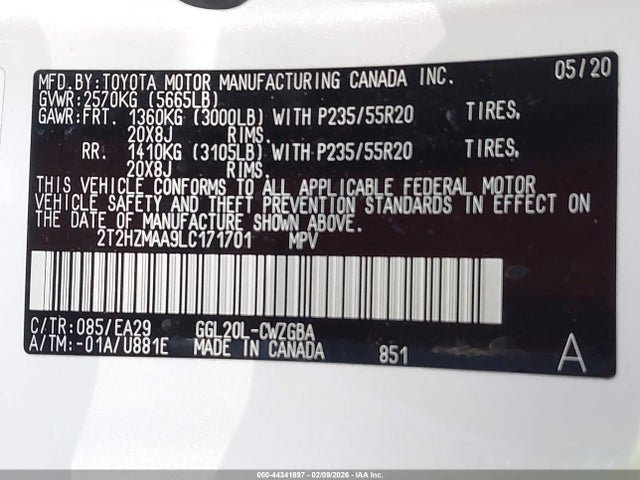 MFD.BY:TOYOTA MOTOR MANUFACTURING CANADA INC. 05/20
GVWR:2570KG (5665LB)
GAWR:FRT. 1360KG (3000LB) WITH P235/55R20 TIRES,
20X8J RIMS.
RR. 1410KG (3105LB) WITH P235/55R20 TIRES,
20X8J RIMS.
THIS VEHICLE CONFORMS TO ALL APPLICABLE FEDERAL MOTOR
VEHICLE SAFETY AND THEFT PREVENTION STANDARDS IN EFFECT ON
THE DATE OF MANUFACTURE SHOWN ABOVE.
2T2HZMAA9LC171701 MPV
C/TR:085/EA29 GGL20L-CWZGBA
A/TM:-01A/U881E MADE IN CANADA 851 A
000-44341897 - 02/09/2026 - IAA Inc.